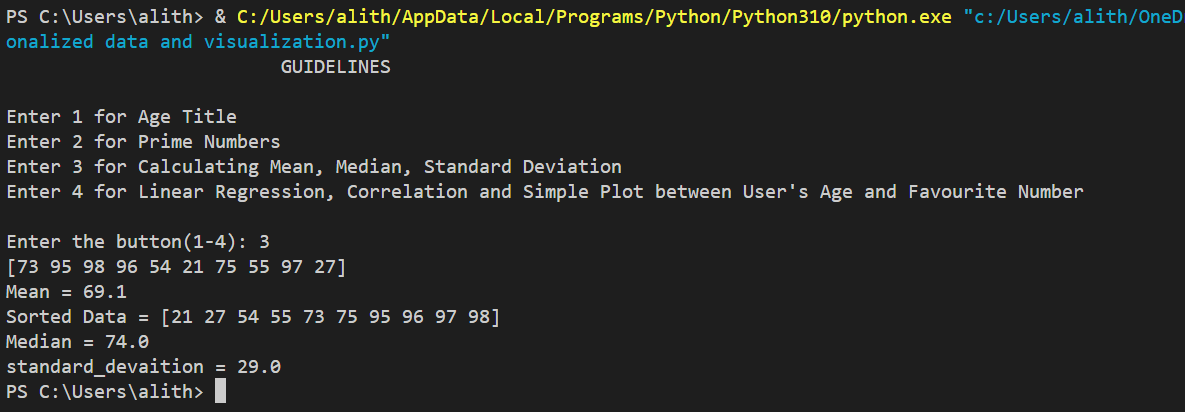 PS C:\Users\alith> & C:/Users/alith/AppData/Local/Programs/Python/Python310/python.exe "c:/Users/alith/OneD
onalized data and visualization.py"
GUIDELINES
Enter 1 for Age Title
Enter 2 for Prime Numbers
Enter 3 for Calculating Mean, Median, Standard Deviation
Enter 4 for Linear Regression, Correlation and Simple Plot between User's Age and Favourite Number
Enter the button(1-4): 3
[73 95 98 96 54 21 75 55 97 27]
Mean = 69.1
Sorted Data = [21 27 54 55 73 75 95 96 97 98]
Median = 74.0
standard_devaition = 29.0
PS C:\Users\alith>